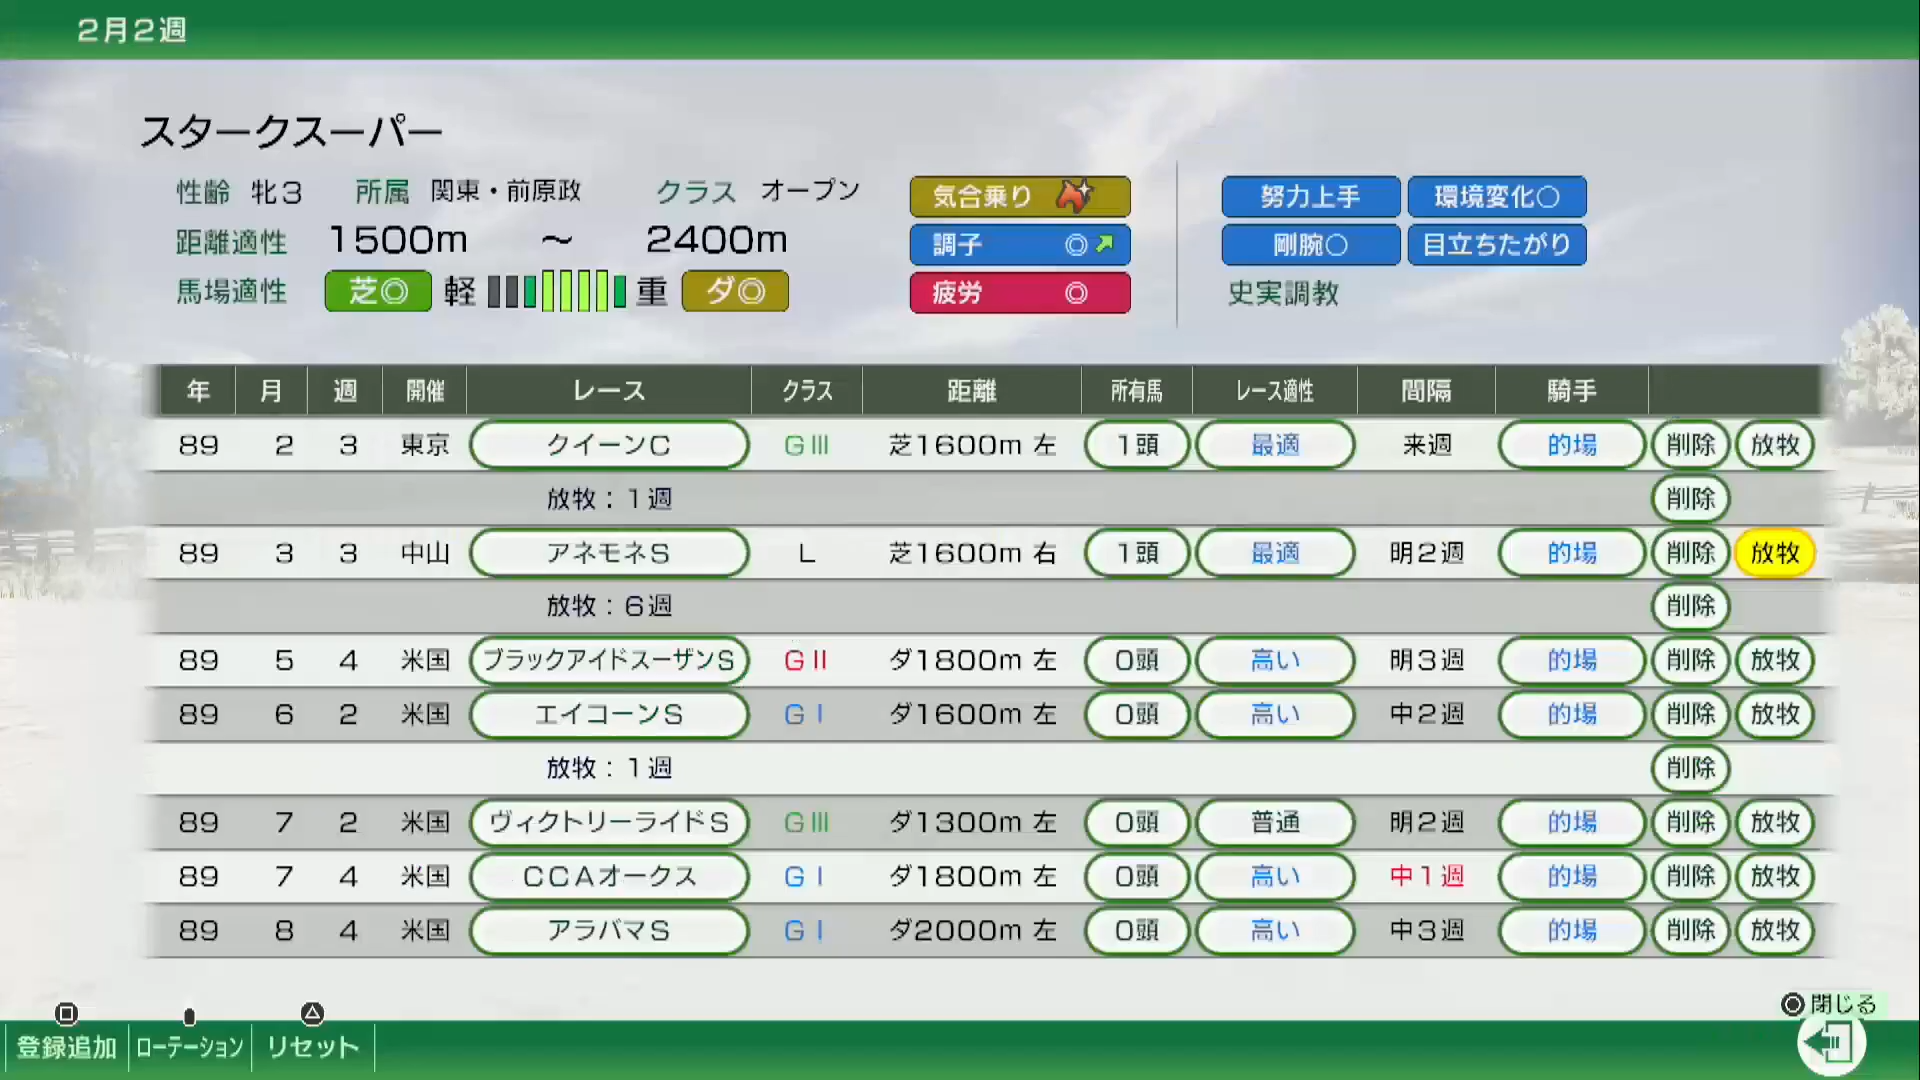 2月2週
スタークスーパー
性齢 牝3 所属 関東・前原政 クラス オープン
距離適性 1500m ～ 2400m
馬場適性 芝◎ 軽 重 ダ◎
気合乗り
調子 ◎
疲労 ◎
努力上手 環境変化○
剛腕○ 目立ちたがり
史実調教
年 月 週 開催 レース クラス 距離 所有馬 レース適性 間隔 騎手
89 2 3 東京 クイーンC GⅢ 芝1600m 左 1頭 最適 来週 的場 削除 放牧
放牧：1週 削除
89 3 3 中山 アネモネS L 芝1600m 右 1頭 最適 明2週 的場 削除 放牧
放牧：6週 削除
89 5 4 米国 ブラックアイドスーザンS GⅡ ダ1800m 左 0頭 高い 明3週 的場 削除 放牧
89 6 2 米国 エイコーンS GⅠ ダ1600m 左 0頭 高い 中2週 的場 削除 放牧
放牧：1週 削除
89 7 2 米国 ヴィクトリーライドS GⅢ ダ1300m 左 0頭 普通 明2週 的場 削除 放牧
89 7 4 米国 CCAオークス GⅠ ダ1800m 左 0頭 高い 中1週 的場 削除 放牧
89 8 4 米国 アラバマS GⅠ ダ2000m 左 0頭 高い 中3週 的場 削除 放牧
閉じる
登録追加 ローテーション リセット